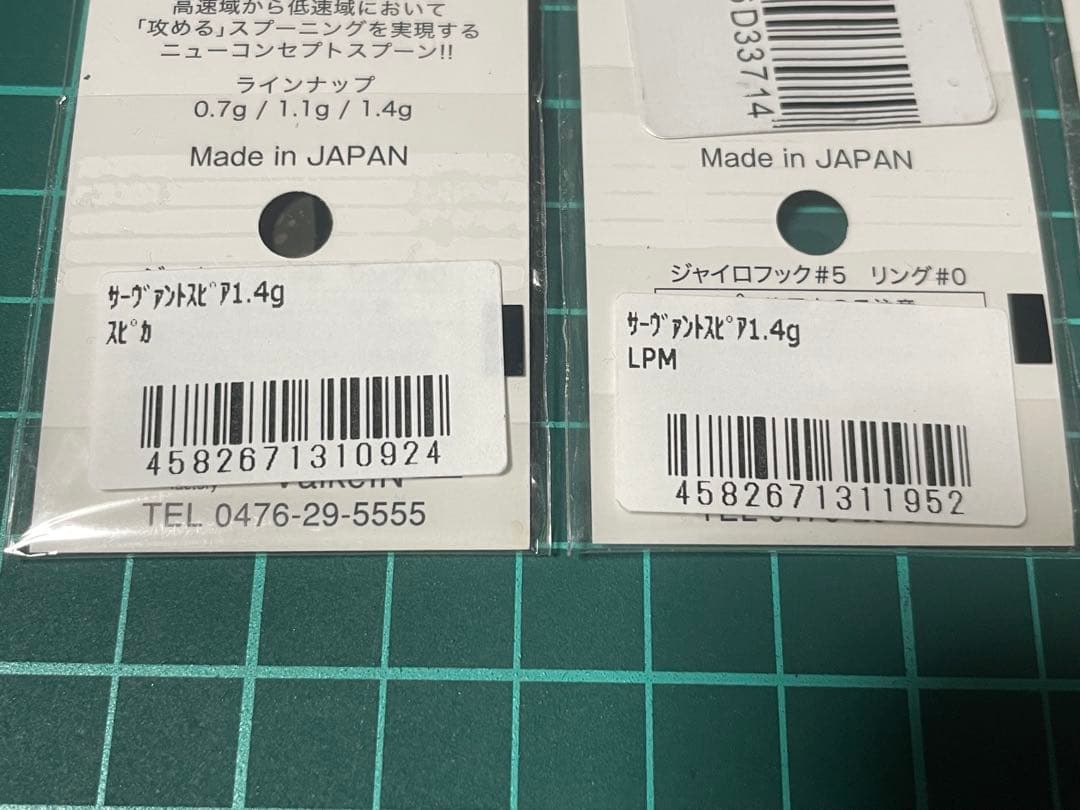 高速域から低速域において
「攻める」スプーニングを実現する
ニューコンセプトスプーン!!
ラインナップ
0.7g / 1.1g / 1.4g
Made in JAPAN
ｻｰｳﾞｧﾝﾄｽﾋﾟｱ1.4g
ｽﾋﾟｶ
4582671310924
TEL 0476-29-5555
D33714
Made in JAPAN
ジャイロフック#5 リング#0
ｻｰｳﾞｧﾝﾄｽﾋﾟｱ1.4g
LPM
4582671311952